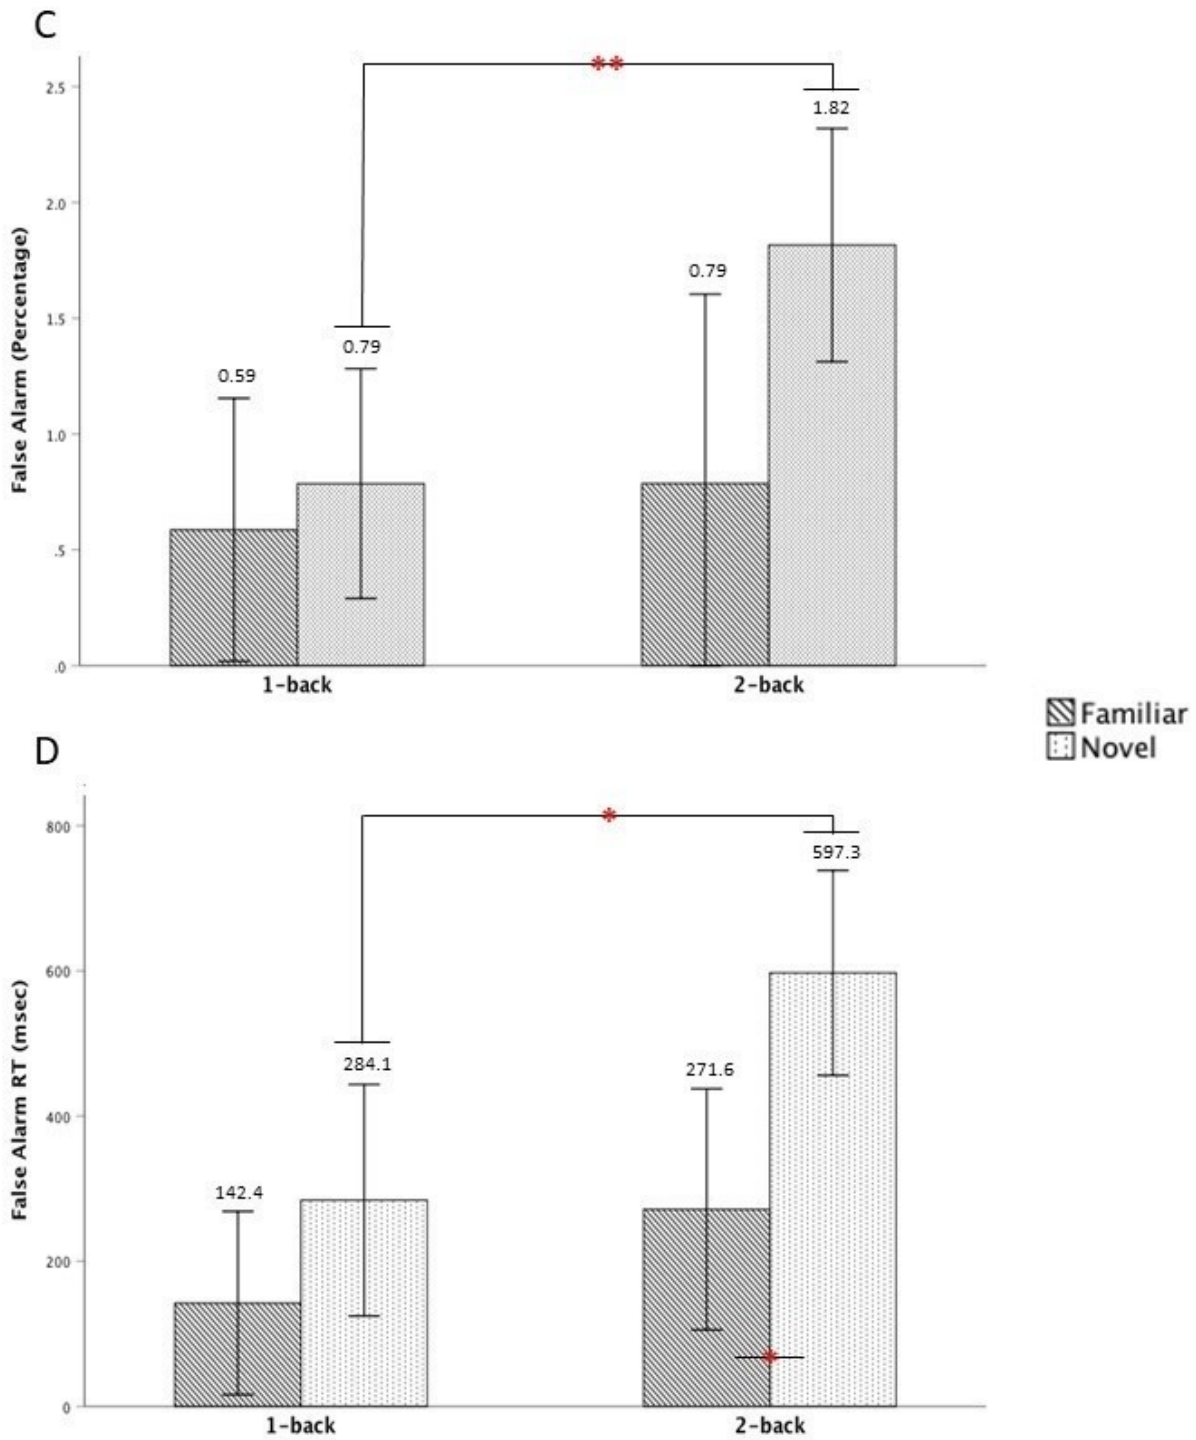 C
**
2.5
1.82
2.0
0.79
1.5
0.79
0.59
1.0
.5
.0
False Alarm (Percentage)
1-back 2-back
Familiar
Novel
D
*
800
597.3
600
284.1
271.6
400
142.4
200
*
0
False Alarm RT (msec)
1-back 2-back